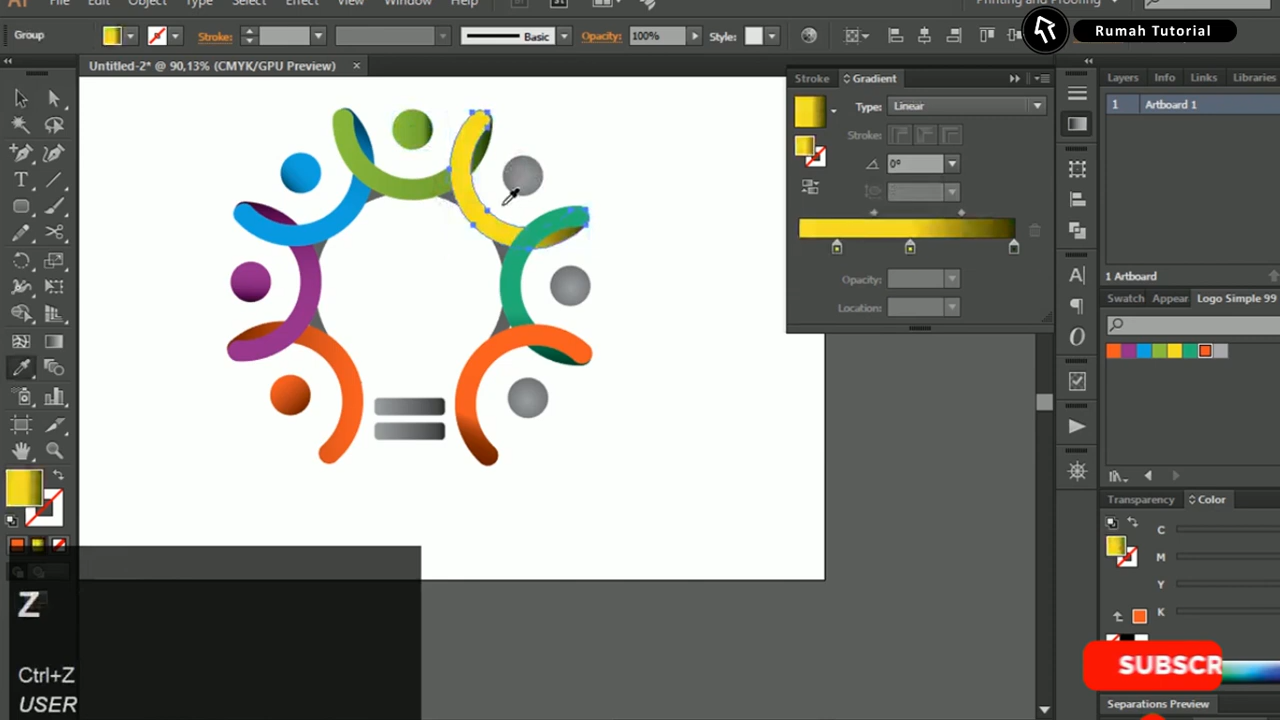 Ai File Edit Object Type Select Effect View Window Help Printing and Proofing
Rumah Tutorial
Group Stroke: Basic Opacity: 100% Style:
Untitled-2* @ 90,13% (CMYK/GPU Preview) ×
Stroke Gradient
Type: Linear
Stroke:
0°
Opacity:
Location:
Layers Info Links Libraries
1 Artboard 1
1 Artboard
Swatch Appear Logo Simple 99
Transparency Color
C
M
Y
K
Separations Preview
Z
Ctrl+Z
USER
SUBSCR